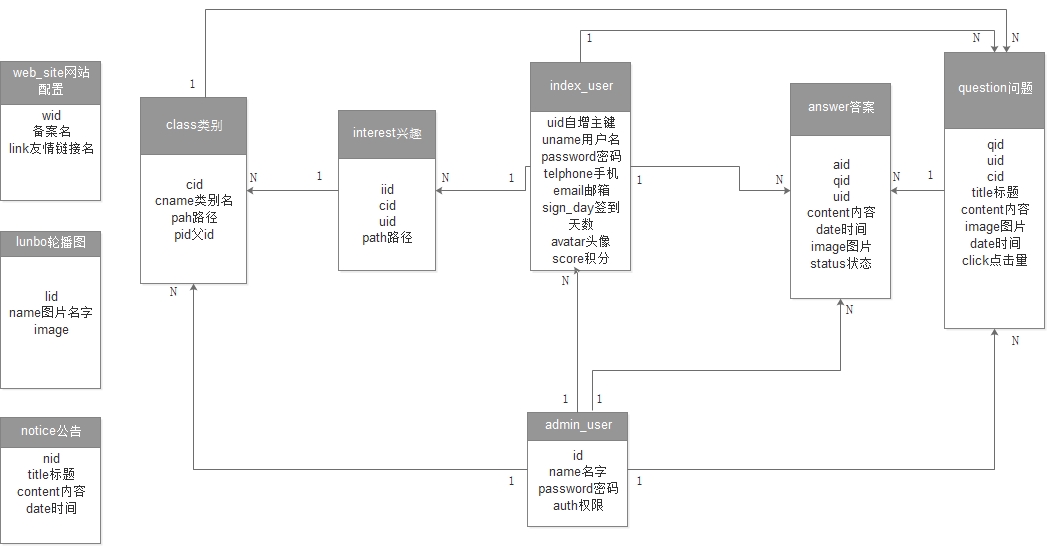 web_site网站
配置
wid
备案名
link友情链接名
lunbo轮播图
lid
name图片名字
image
notice公告
nid
title标题
content内容
date时间
class类别
cid
cname类别名
pah路径
pid父id
interest兴趣
iid
cid
uid
path路径
index_user
uid自增主键
uname用户名
password密码
telphone手机
email邮箱
sign_day签到
天数
avatar头像
score积分
answer答案
aid
qid
uid
content内容
date时间
image图片
status状态
question问题
qid
uid
cid
title标题
content内容
image图片
date时间
click点击量
admin_user
id
name名字
password密码
auth权限
1
N
1
N
N
1
N
1
1
N
N
1
N
N
N
N
1
1
1
1